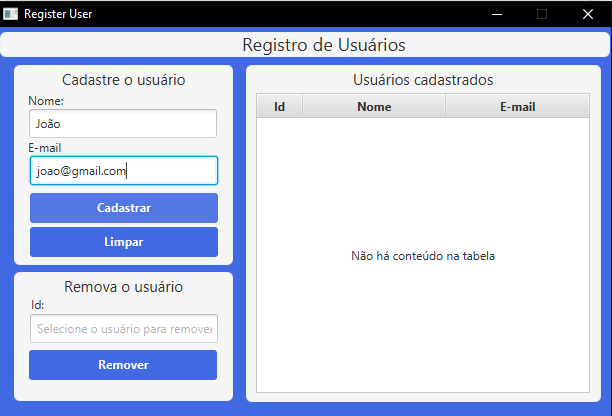 Register User
Registro de Usuários
Cadastre o usuário
Nome:
João
E-mail
joao@gmail.com
Cadastrar
Limpar
Remova o usuário
Id:
Selecione o usuário para remover
Remover
Usuários cadastrados
Id Nome E-mail
Não há conteúdo na tabela